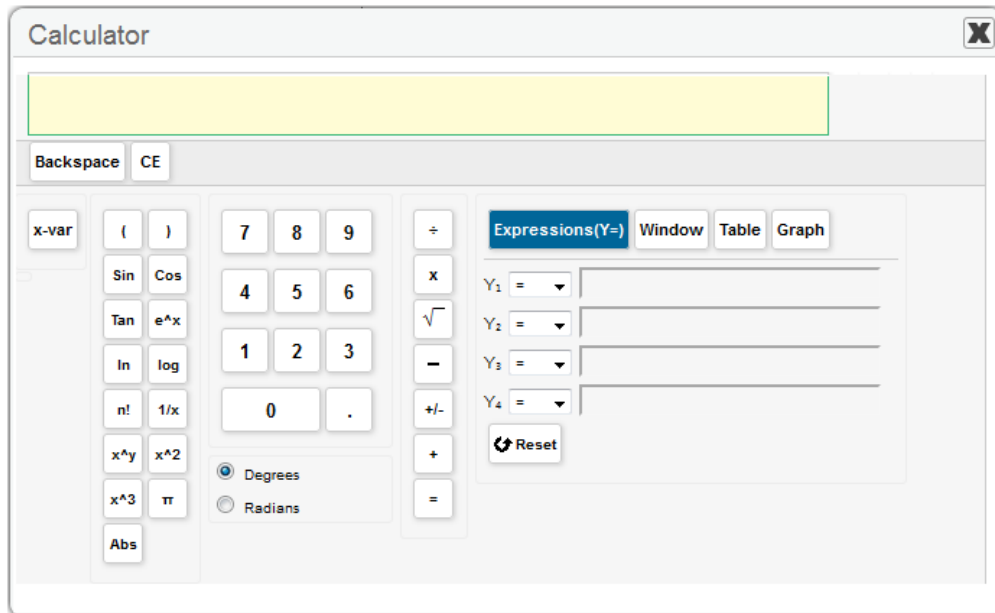 Calculator X
Backspace CE
x-var ( ) 7 8 9 ÷ Expressions(Y=) Window Table Graph
Sin Cos 4 5 6 x Y₁ =
Tan e^x √ Y₂ =
ln log 1 2 3 − Y₃ =
n! 1/x 0 . +/- Y₄ =
x^y x^2 + Reset
x^3 π Degrees =
Radians
Abs